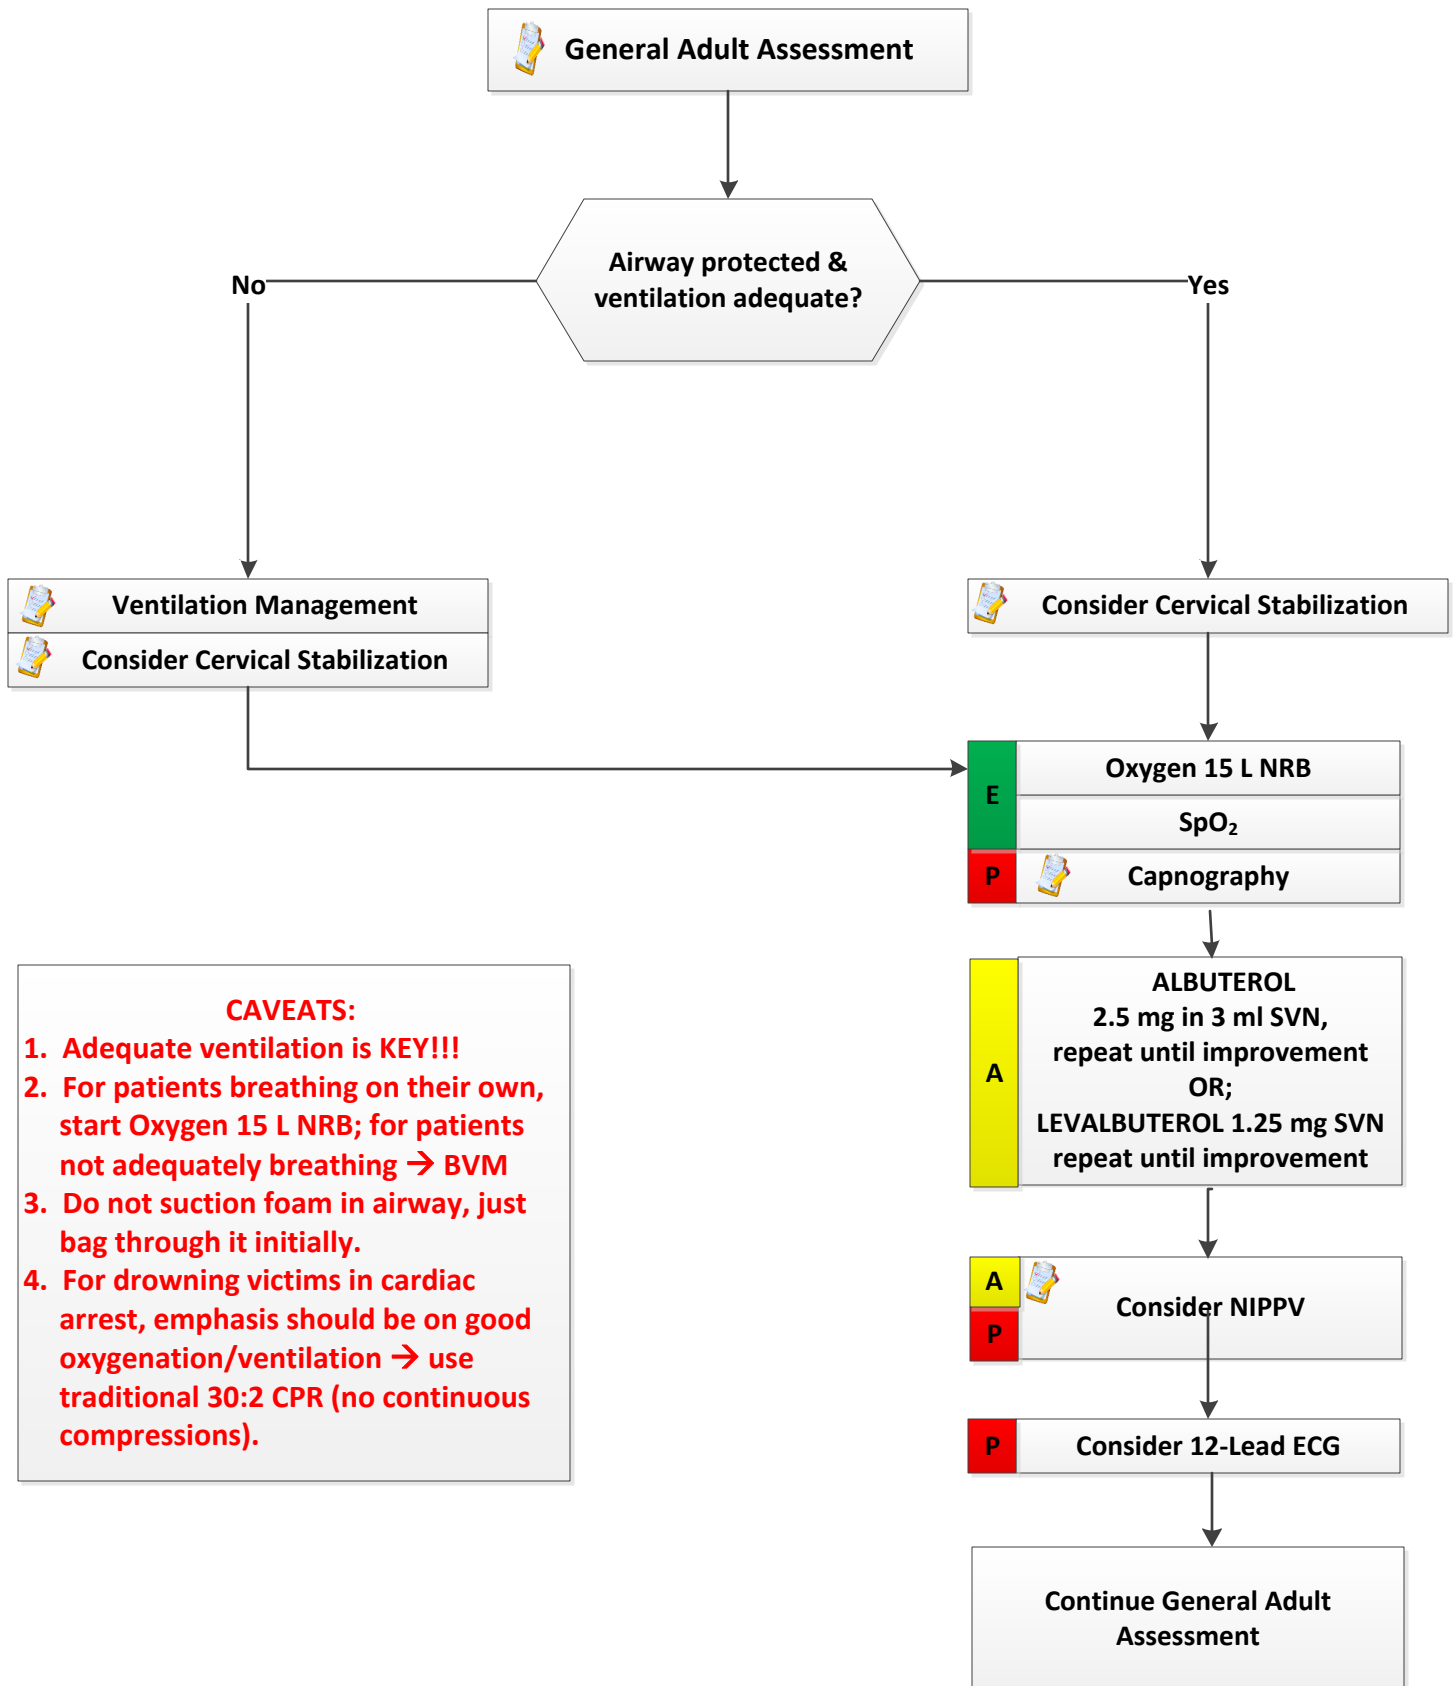 General Adult Assessment
Airway protected &
ventilation adequate?
No
Yes
Ventilation Management
Consider Cervical Stabilization
Consider Cervical Stabilization
E
Oxygen 15 L NRB
SpO₂
P
Capnography
A
ALBUTEROL
2.5 mg in 3 ml SVN,
repeat until improvement
OR;
LEVALBUTEROL 1.25 mg SVN
repeat until improvement
A
P
Consider NIPPV
P
Consider 12-Lead ECG
Continue General Adult
Assessment
CAVEATS:
1. Adequate ventilation is KEY!!!
2. For patients breathing on their own,
start Oxygen 15 L NRB; for patients
not adequately breathing → BVM
3. Do not suction foam in airway, just
bag through it initially.
4. For drowning victims in cardiac
arrest, emphasis should be on good
oxygenation/ventilation → use
traditional 30:2 CPR (no continuous
compressions).